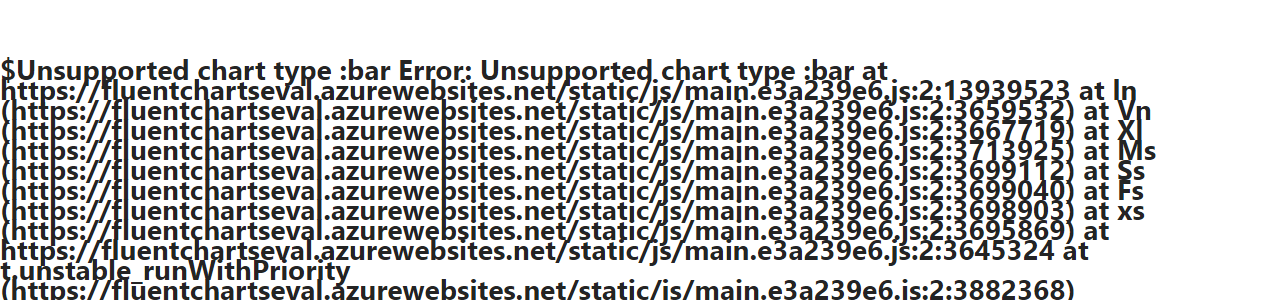 $Unsupported chart type :bar Error: Unsupported chart type :bar at
https://fluentchartseval.azurewebsites.net/static/js/main.e3a239e6.js:2:13939523 at ln
(https://fluentchartseval.azurewebsites.net/static/js/main.e3a239e6.js:2:3659532) at Vn
(https://fluentchartseval.azurewebsites.net/static/js/main.e3a239e6.js:2:3667719) at Xl
(https://fluentchartseval.azurewebsites.net/static/js/main.e3a239e6.js:2:3713925) at Ms
(https://fluentchartseval.azurewebsites.net/static/js/main.e3a239e6.js:2:3699112) at Ss
(https://fluentchartseval.azurewebsites.net/static/js/main.e3a239e6.js:2:3699040) at Fs
(https://fluentchartseval.azurewebsites.net/static/js/main.e3a239e6.js:2:3698903) at xs
(https://fluentchartseval.azurewebsites.net/static/js/main.e3a239e6.js:2:3695869) at
https://fluentchartseval.azurewebsites.net/static/js/main.e3a239e6.js:2:3645324 at
t.unstable_runWithPriority
(https://fluentchartseval.azurewebsites.net/static/js/main.e3a239e6.js:2:3882368)